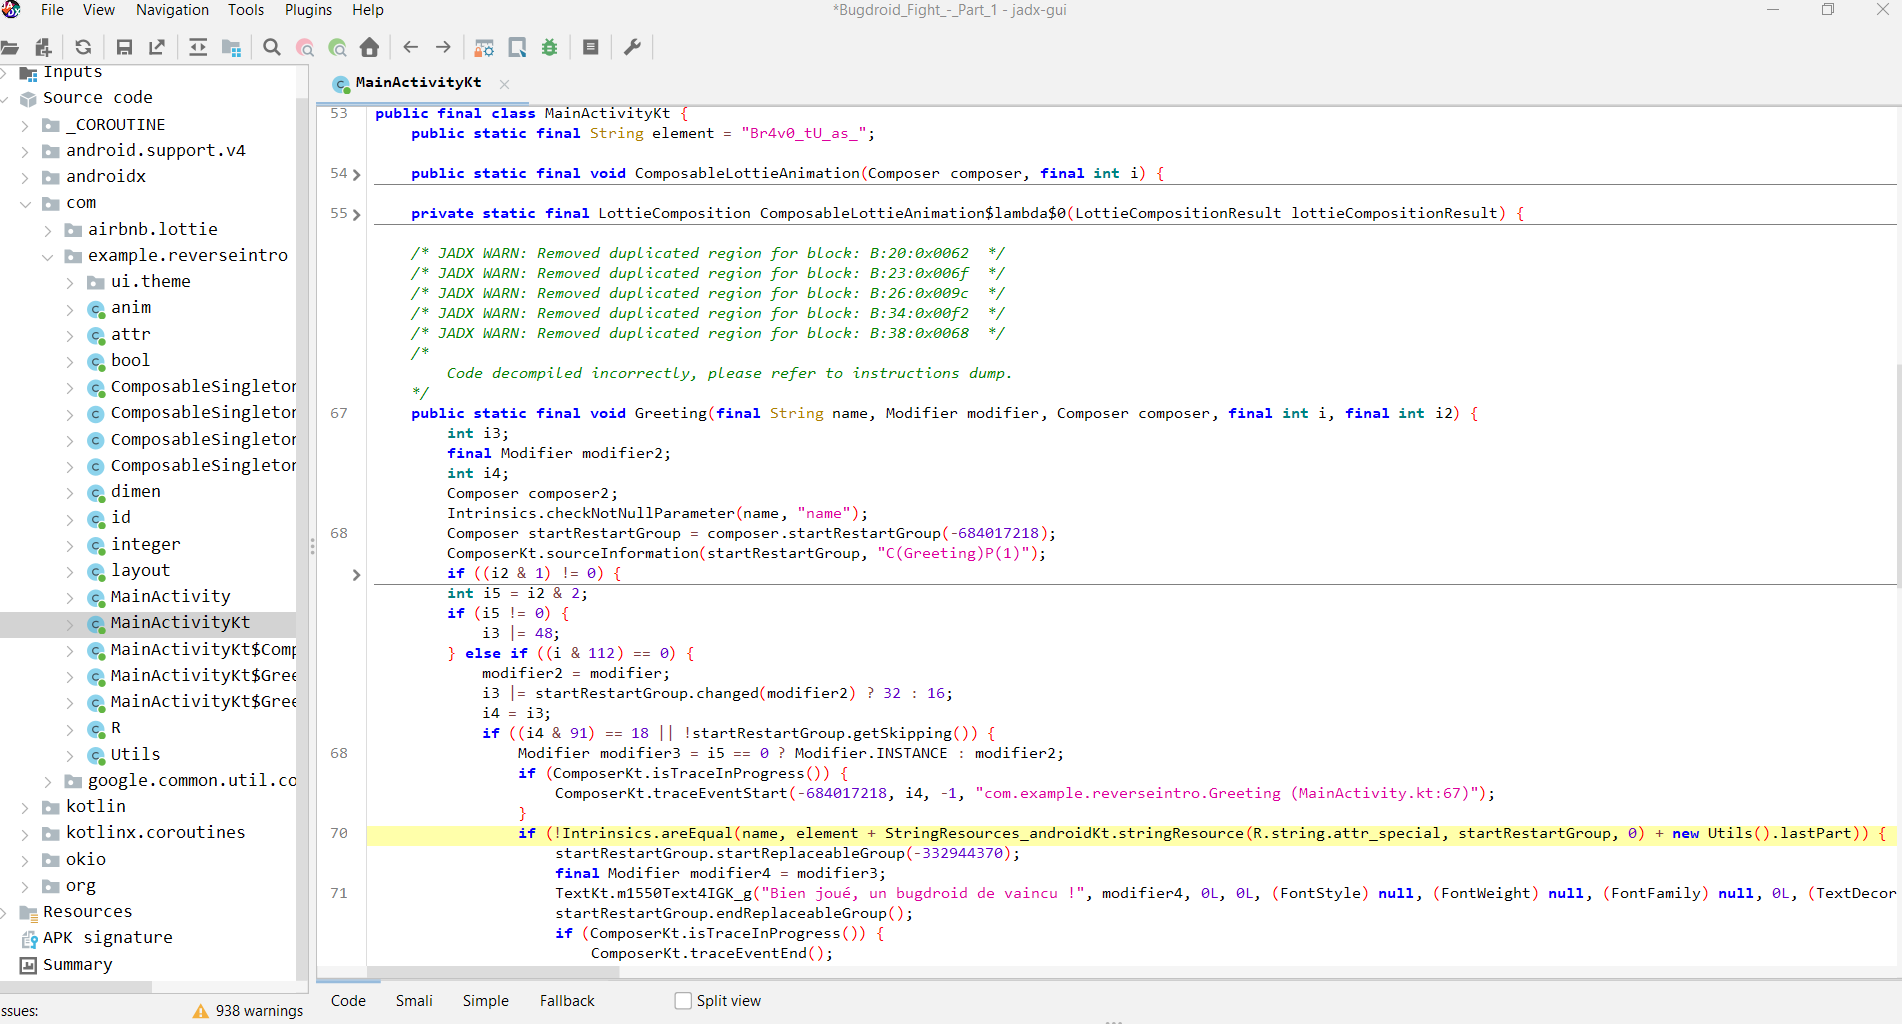 File View Navigation Tools Plugins Help
*Bugdroid_Fight_-_Part_1 - jadx-gui
Inputs
Source code
_COROUTINE
android.support.v4
androidx
com
airbnb.lottie
example.reverseintro
ui.theme
anim
attr
bool
ComposableSingleton
ComposableSingleton
ComposableSingleton
ComposableSingleton
dimen
id
integer
layout
MainActivity
MainActivityKt
MainActivityKt$Comp
MainActivityKt$Gree
MainActivityKt$Gree
R
Utils
google.common.util.co
kotlin
kotlinx.coroutines
okio
org
Resources
APK signature
Summary
ssues:
938 warnings
MainActivityKt
53 public final class MainActivityKt {
public static final String element = "Br4v0_tU_as_";
54 public static final void ComposableLottieAnimation(Composer composer, final int i) {
55 private static final LottieComposition ComposableLottieAnimation$lambda$0(LottieCompositionResult lottieCompositionResult) {
/* JADX WARN: Removed duplicated region for block: B:20:0x0062 */
/* JADX WARN: Removed duplicated region for block: B:23:0x006f */
/* JADX WARN: Removed duplicated region for block: B:26:0x009c */
/* JADX WARN: Removed duplicated region for block: B:34:0x00f2 */
/* JADX WARN: Removed duplicated region for block: B:38:0x0068 */
/*
Code decompiled incorrectly, please refer to instructions dump.
*/
67 public static final void Greeting(final String name, Modifier modifier, Composer composer, final int i, final int i2) {
int i3;
final Modifier modifier2;
int i4;
Composer composer2;
Intrinsics.checkNotNullParameter(name, "name");
68 Composer startRestartGroup = composer.startRestartGroup(-684017218);
ComposerKt.sourceInformation(startRestartGroup, "C(Greeting)P(1)");
if ((i2 & 1) != 0) {
int i5 = i2 & 2;
if (i5 != 0) {
i3 |= 48;
} else if ((i & 112) == 0) {
modifier2 = modifier;
i3 |= startRestartGroup.changed(modifier2) ? 32 : 16;
i4 = i3;
if ((i4 & 91) == 18 || !startRestartGroup.getSkipping()) {
68 Modifier modifier3 = i5 == 0 ? Modifier.INSTANCE : modifier2;
if (ComposerKt.isTraceInProgress()) {
ComposerKt.traceEventStart(-684017218, i4, -1, "com.example.reverseintro.Greeting (MainActivity.kt:67)");
}
70 if (!Intrinsics.areEqual(name, element + StringResources_androidKt.stringResource(R.string.attr_special, startRestartGroup, 0) + new Utils().lastPart)) {
startRestartGroup.startReplaceableGroup(-332944370);
final Modifier modifier4 = modifier3;
71 TextKt.m1550Text4IGK_g("Bien joué, un bugdroid de vaincu !", modifier4, 0L, 0L, (FontStyle) null, (FontWeight) null, (FontFamily) null, 0L, (TextDecor
startRestartGroup.endReplaceableGroup();
if (ComposerKt.isTraceInProgress()) {
ComposerKt.traceEventEnd();
Code Smali Simple Fallback Split view